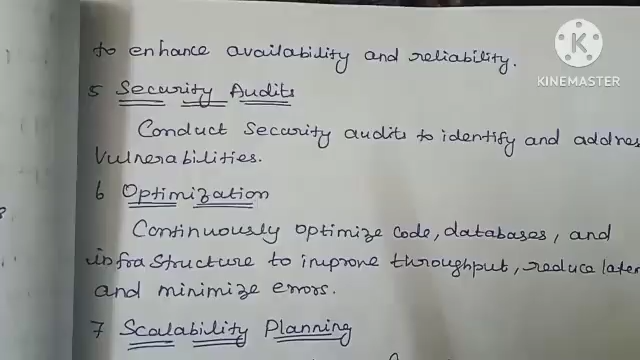 to enhance availability and reliability.
KINEMASTER
5 Security Audits
Conduct Security audits to identify and addres
Vulnerabilities.
6 Optimization
Continuously optimize code, databases, and
infrastructure to improve throughput, reduce laten
and minimize errors.
7 Scalability Planning